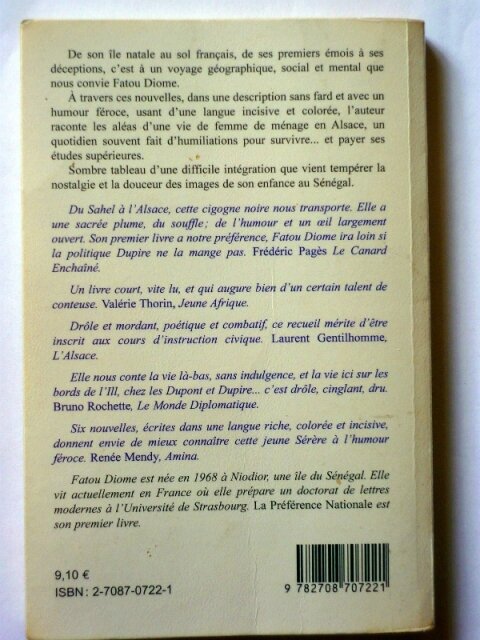 De son île natale au sol français, de ses premiers émois à ses
déceptions, c'est à un voyage géographique, social et mental que
nous convie Fatou Diome.
À travers ces nouvelles, dans une description sans fard et avec un
humour féroce, usant d'une langue incisive et colorée, l'auteur
raconte les aléas d'une vie de femme de ménage en Alsace, un
quotidien souvent fait d'humiliations pour survivre... et payer ses
études supérieures.
Sombre tableau d'une difficile intégration que vient tempérer la
nostalgie et la douceur des images de son enfance au Sénégal.
Du Sahel à l'Alsace, cette cigogne noire nous transporte. Elle a
une sacrée plume, du souffle; de l'humour et un œil largement
ouvert. Son premier livre a notre préférence, Fatou Diome ira loin si
la politique Dupire ne la mange pas. Frédéric Pagès Le Canard
Enchaîné.
Un livre court, vite lu, et qui augure bien d'un certain talent de
conteuse. Valérie Thorin, Jeune Afrique.
Drôle et mordant, poétique et combatif, ce recueil mérite d'être
inscrit aux cours d'instruction civique. Laurent Gentilhomme,
L'Alsace.
Elle nous conte la vie là-bas, sans indulgence, et la vie ici sur les
bords de l'Ill, chez les Dupont et Dupire... c'est drôle, cinglant, dru.
Bruno Rochette, Le Monde Diplomatique.
Six nouvelles, écrites dans une langue riche, colorée et incisive,
donnent envie de mieux connaître cette jeune Sérère à l'humour
féroce. Renée Mendy, Amina.
Fatou Diome est née en 1968 à Niodior, une île du Sénégal. Elle
vit actuellement en France où elle prépare un doctorat de lettres
modernes à l'Université de Strasbourg. La Préférence Nationale est
son premier livre.
9,10 €
ISBN : 2-7087-0722-1
9 782708 707221